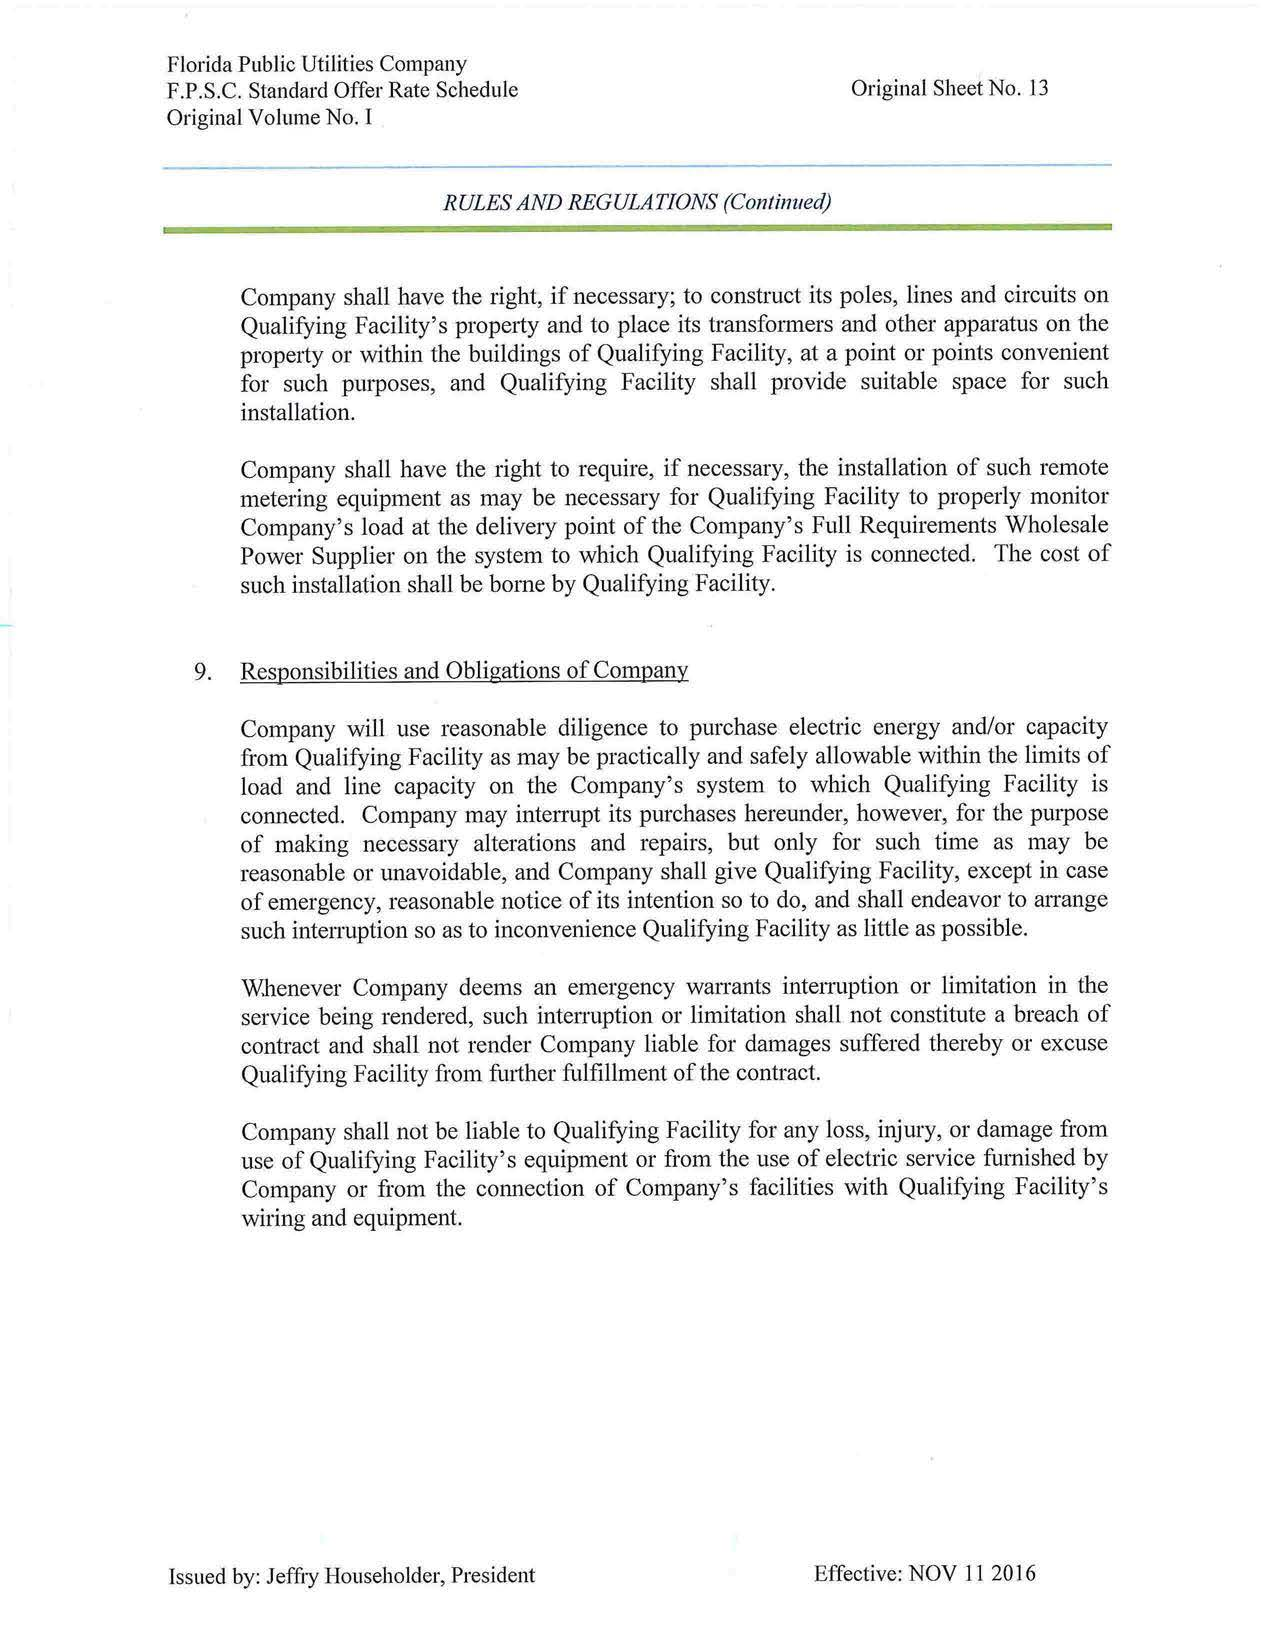 Florida Public Utilities Company
F.P.S.C. Standard Offer Rate Schedule
Original Sheet No. 13
Original Volume No. I
RULES AND REGULATIONS (Continued)
Company shall have the right, if necessary; to construct its poles, lines and circuits on
Qualifying Facility's property and to place its transformers and other apparatus on the
property or within the buildings of Qualifying Facility, at a point or points convenient
for such purposes, and Qualifying Facility shall provide suitable space for such
installation.
Company shall have the right to require, if necessary, the installation of such remote
metering equipment as may be necessary for Qualifying Facility to properly monitor
Company's load at the delivery point of the Company's Full Requirements Wholesale
Power Supplier on the system to which Qualifying Facility is connected. The cost of
such installation shall be borne by Qualifying Facility.
9. Responsibilities and Obligations of Company
Company will use reasonable diligence to purchase electric energy and/or capacity
from Qualifying Facility as may be practically and safely allowable within the limits of
load and line capacity on the Company's system to which Qualifying Facility is
connected. Company may interrupt its purchases hereunder, however, for the purpose
of making necessary alterations and repairs, but only for such time as may be
reasonable or unavoidable, and Company shall give Qualifying Facility, except in case
of emergency, reasonable notice of its intention so to do, and shall endeavor to arrange
such interruption so as to inconvenience Qualifying Facility as little as possible.
Whenever Company deems an emergency warrants interruption or limitation in the
service being rendered, such interruption or limitation shall not constitute a breach of
contract and shall not render Company liable for damages suffered thereby or excuse
Qualifying Facility from further fulfillment of the contract.
Company shall not be liable to Qualifying Facility for any loss, injury, or damage from
use of Qualifying Facility's equipment or from the use of electric service furnished by
Company or from the connection of Company's facilities with Qualifying Facility's
wiring and equipment.
Issued by: Jeffry Householder, President
Effective: NOV 11 2016